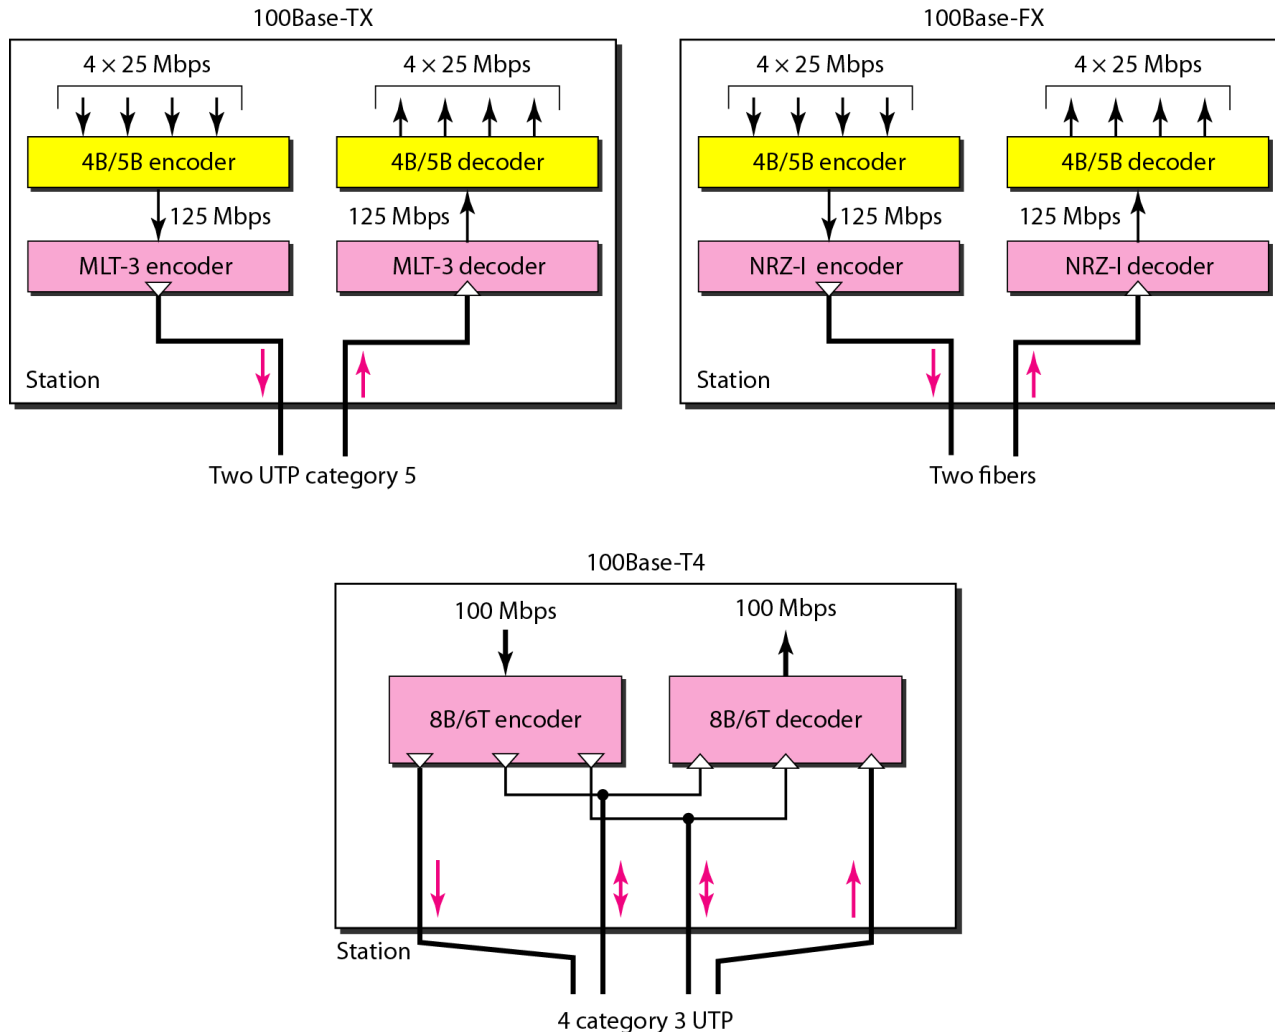 100Base-TX
4 × 25 Mbps
4 × 25 Mbps
4B/5B encoder
4B/5B decoder
125 Mbps
125 Mbps
MLT-3 encoder
MLT-3 decoder
Station
Two UTP category 5
100Base-FX
4 × 25 Mbps
4 × 25 Mbps
4B/5B encoder
4B/5B decoder
125 Mbps
125 Mbps
NRZ-I encoder
NRZ-I decoder
Station
Two fibers
100Base-T4
100 Mbps
100 Mbps
8B/6T encoder
8B/6T decoder
Station
4 category 3 UTP